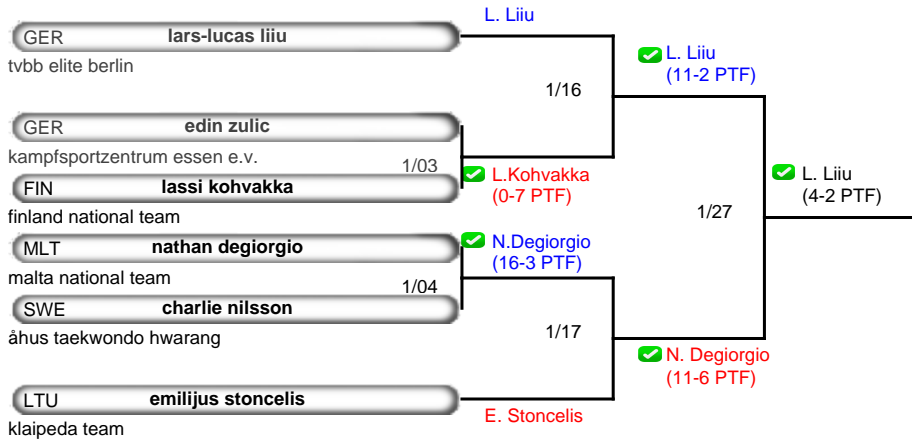 L. Liiu
GER lars-lucas liiu
tvbb elite berlin
L. Liiu
(11-2 PTF)
1/16
GER edin zulic
kampfsportzentrum essen e.v.
1/03
FIN lassi kohvakka
finland national team
L.Kohvakka
(0-7 PTF)
L. Liiu
(4-2 PTF)
1/27
MLT nathan degiorgio
malta national team
N.Degiorgio
(16-3 PTF)
1/04
SWE charlie nilsson
åhus taekwondo hwarang
1/17
N. Degiorgio
(11-6 PTF)
LTU emilijus stoncelis
klaipeda team
E. Stoncelis